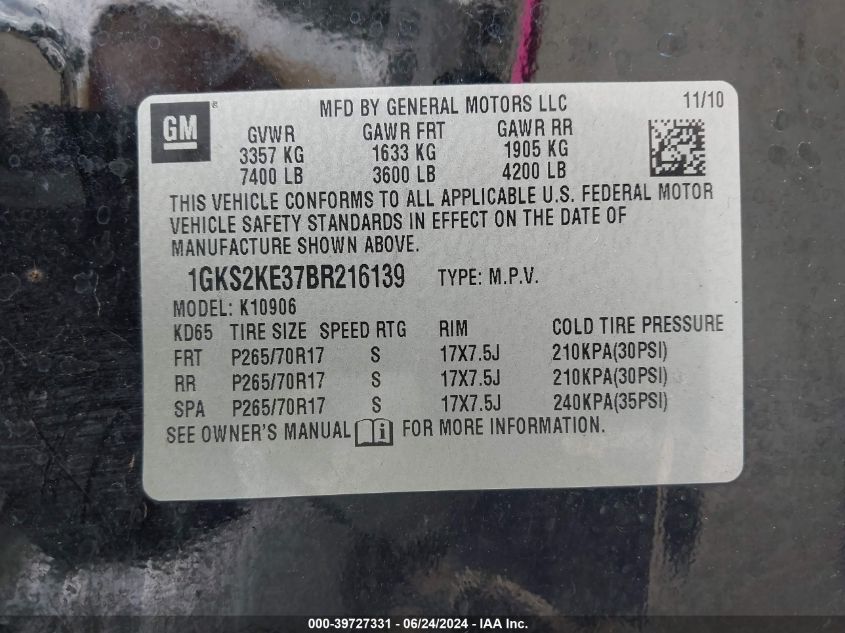 GM ® MFD BY GENERAL MOTORS LLC 11/10
GVWR GAWR FRT GAWR RR
3357 KG 1633 KG 1905 KG
7400 LB 3600 LB 4200 LB
THIS VEHICLE CONFORMS TO ALL APPLICABLE U.S. FEDERAL MOTOR
VEHICLE SAFETY STANDARDS IN EFFECT ON THE DATE OF
MANUFACTURE SHOWN ABOVE.
1GKS2KE37BR216139 TYPE: M.P.V.
MODEL: K10906
KD65 TIRE SIZE SPEED RTG RIM COLD TIRE PRESSURE
FRT P265/70R17 S 17X7.5J 210KPA(30PSI)
RR P265/70R17 S 17X7.5J 210KPA(30PSI)
SPA P265/70R17 S 17X7.5J 240KPA(35PSI)
SEE OWNER'S MANUAL i FOR MORE INFORMATION.
000-39727331 - 06/24/2024 - IAA Inc.